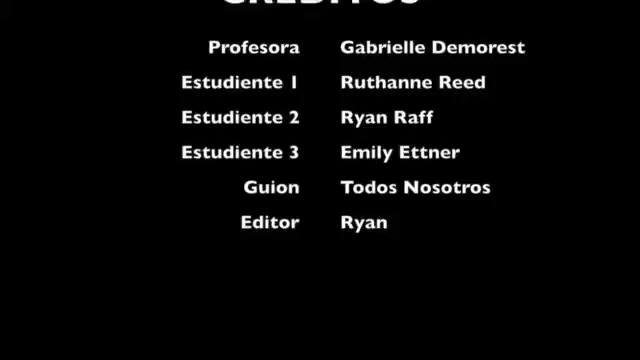 CREDITOS
Profesora Gabrielle Demorest
Estudiente 1 Ruthanne Reed
Estudiente 2 Ryan Raff
Estudiente 3 Emily Ettner
Guion Todos Nosotros
Editor Ryan